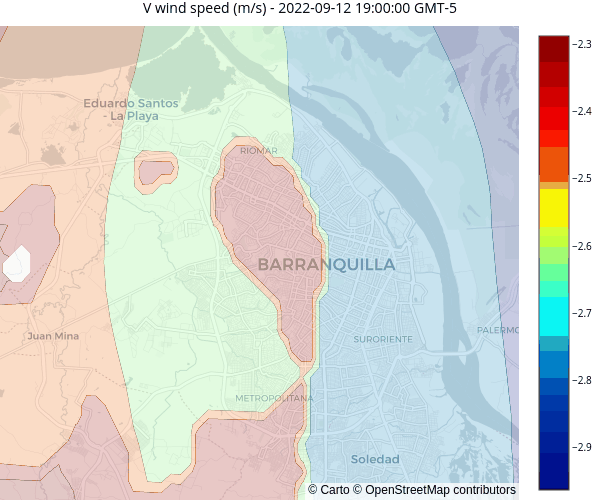 V wind speed (m/s) - 2022-09-12 19:00:00 GMT-5
Eduardo Santos
- La Playa
RIOMAR
BARRANQUILLA
Juan Mina
SURORIENTE
PALERMO
METROPOLITANA
Soledad
© Carto © OpenStreetMap contributors
−2.3
−2.4
−2.5
−2.6
−2.7
−2.8
−2.9